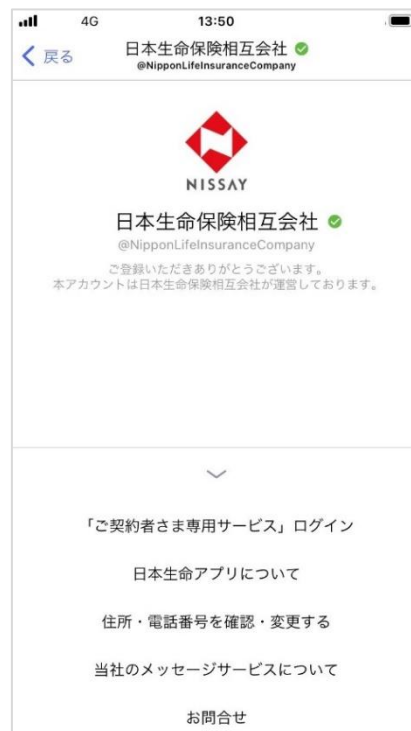 4G
13:50
戻る
日本生命保険相互会社
@NipponLifeInsuranceCompany
NISSAY
日本生命保険相互会社
@NipponLifeInsuranceCompany
ご登録いただきありがとうございます。
本アカウントは日本生命保険相互会社が運営しております。
「ご契約者さま専用サービス」ログイン
日本生命アプリについて
住所・電話番号を確認・変更する
当社のメッセージサービスについて
お問合せ